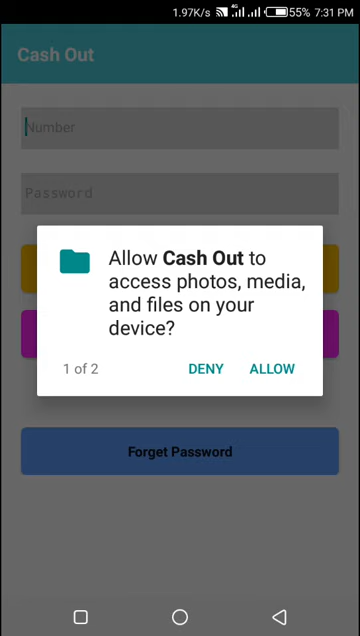 1.97K/s 4G 55% 7:31 PM
Cash Out
Number
Password
Allow Cash Out to
access photos, media,
and files on your
device?
1 of 2 DENY ALLOW
Forget Password